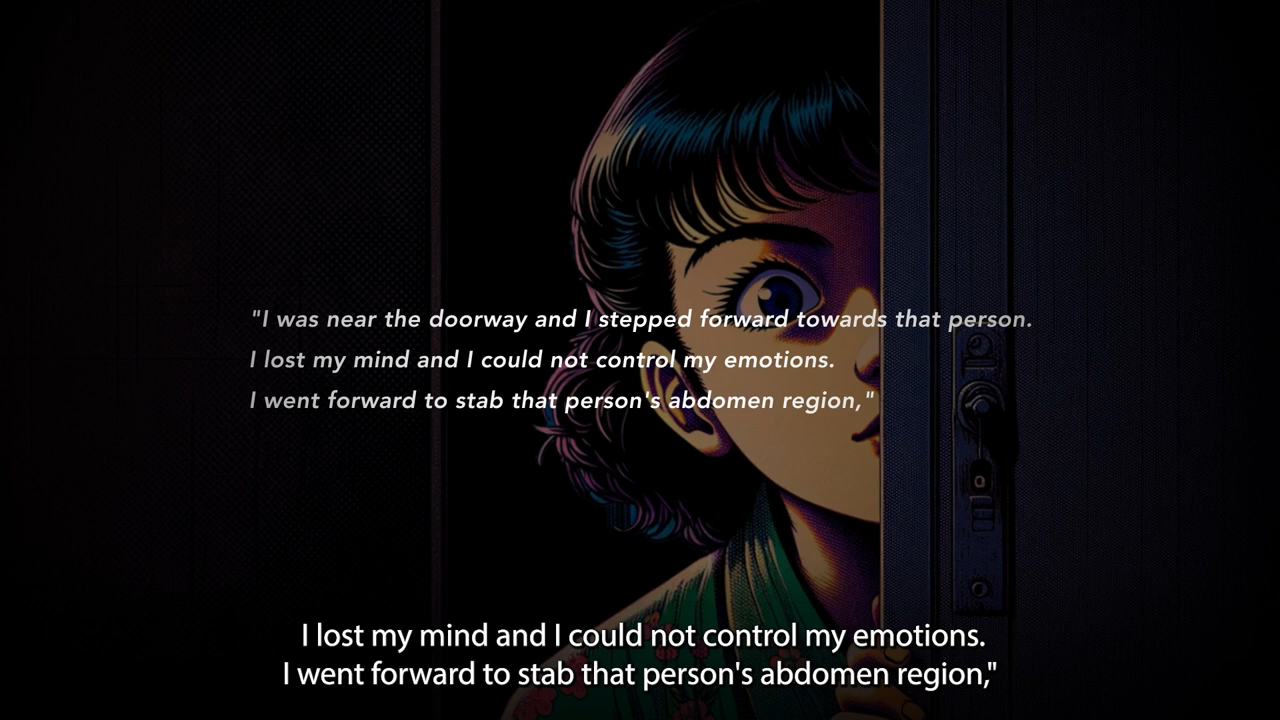 "I was near the doorway and I stepped forward towards that person.
I lost my mind and I could not control my emotions.
I went forward to stab that person's abdomen region,"
I lost my mind and I could not control my emotions.
I went forward to stab that person's abdomen region,"